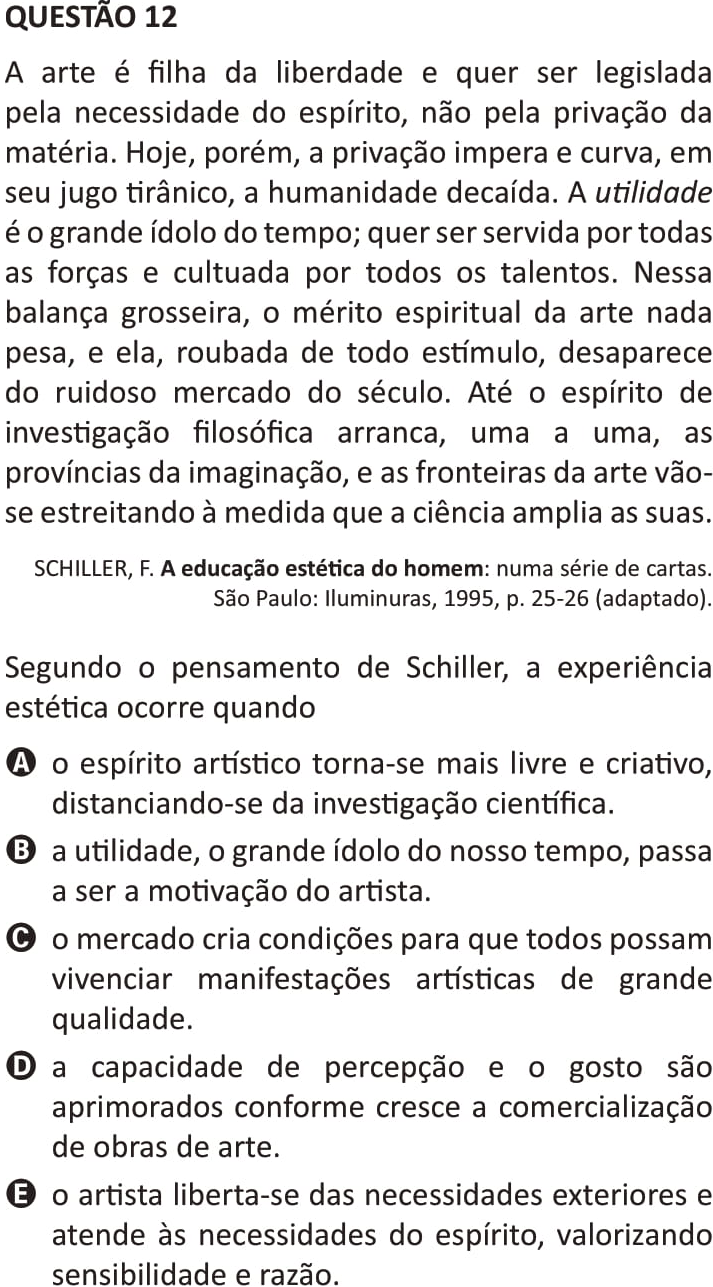 QUESTÃO 12
A arte é filha da liberdade e quer ser legislada
pela necessidade do espírito, não pela privação da
matéria. Hoje, porém, a privação impera e curva, em
seu jugo tirânico, a humanidade decaída. A utilidade
é o grande ídolo do tempo; quer ser servida por todas
as forças e cultuada por todos os talentos. Nessa
balança grosseira, o mérito espiritual da arte nada
pesa, e ela, roubada de todo estímulo, desaparece
do ruidoso mercado do século. Até o espírito de
investigação filosófica arranca, uma a uma, as
províncias da imaginação, e as fronteiras da arte vão-
se estreitando à medida que a ciência amplia as suas.
SCHILLER, F. A educação estética do homem: numa série de cartas.
São Paulo: Iluminuras, 1995, p. 25-26 (adaptado).
Segundo o pensamento de Schiller, a experiência
estética ocorre quando
A o espírito artístico torna-se mais livre e criativo,
distanciando-se da investigação científica.
B a utilidade, o grande ídolo do nosso tempo, passa
a ser a motivação do artista.
C o mercado cria condições para que todos possam
vivenciar manifestações artísticas de grande
qualidade.
D a capacidade de percepção e o gosto são
aprimorados conforme cresce a comercialização
de obras de arte.
E o artista liberta-se das necessidades exteriores e
atende às necessidades do espírito, valorizando
sensibilidade e razão.